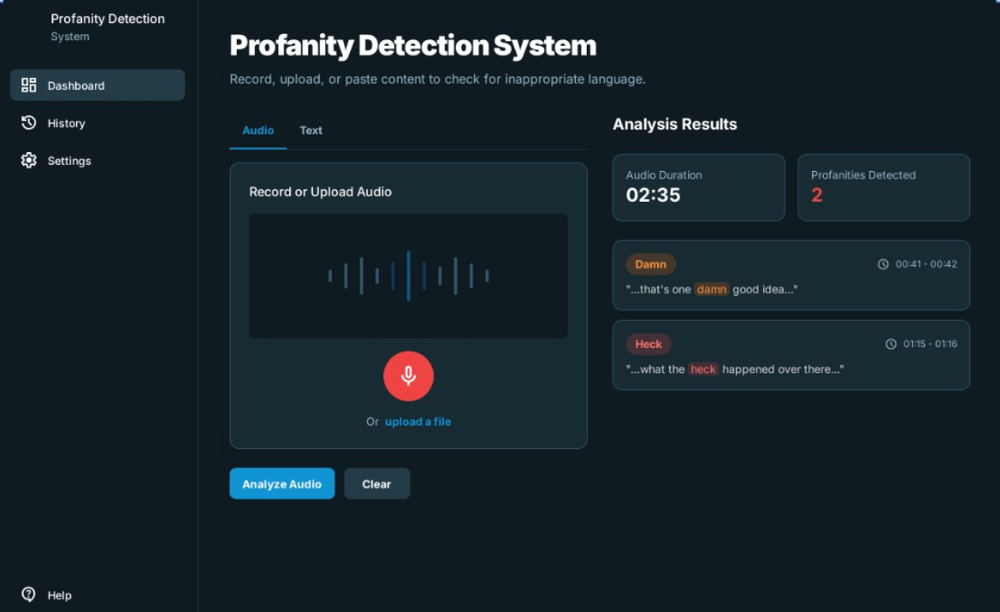 Profanity Detection
System
Dashboard
History
Settings
Help
Profanity Detection System
Record, upload, or paste content to check for inappropriate language.
Audio Text
Record or Upload Audio
Or upload a file
Analyze Audio Clear
Analysis Results
Audio Duration
02:35
Profanities Detected
2
Damn 00:41 - 00:42
"...that's one damn good idea..."
Heck 01:15 - 01:16
"...what the heck happened over there..."